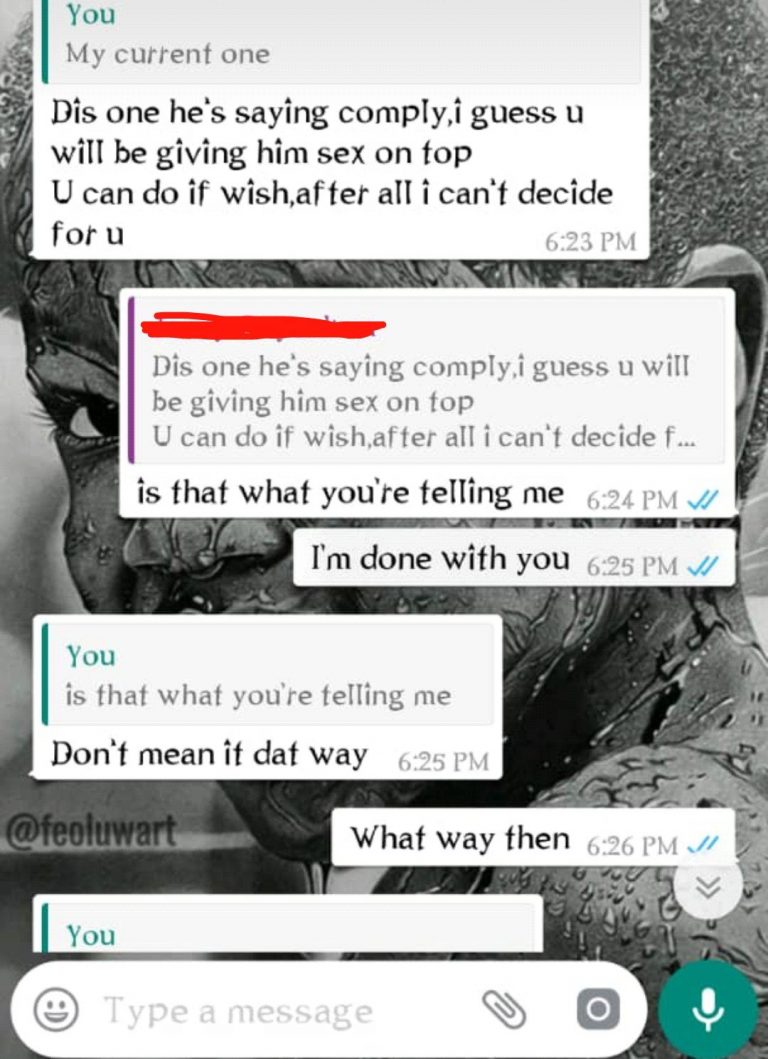 You
My current one
Dis one he's saying comply,i guess u
will be giving him sex on top
U can do if wish,after all i can't decide
for u
6:23 PM
Dis one he's saying comply,i guess u will
be giving him sex on top
U can do if wish,after all i can't decide f...
is that what you're telling me 6:24 PM
I'm done with you 6:25 PM
You
is that what you're telling me
Don't mean it dat way 6:25 PM
@feoluwart
What way then 6:26 PM
You
Type a message